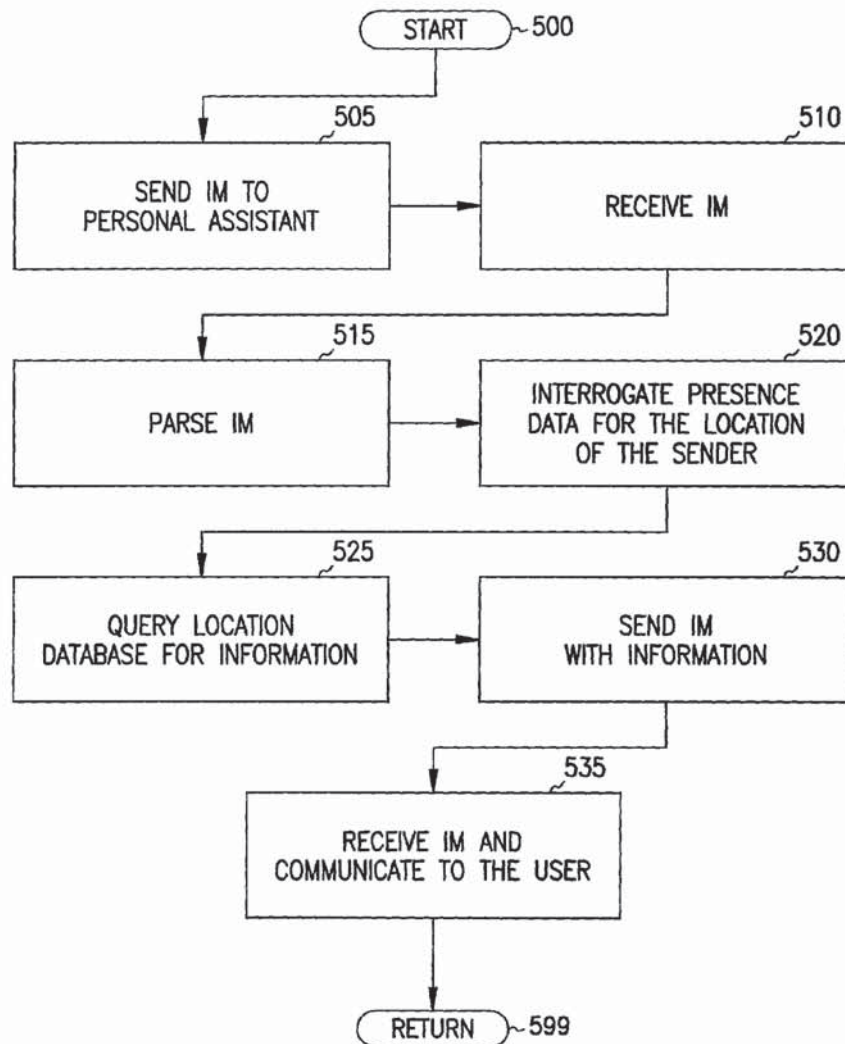 START
500
505
510
SEND IM TO
PERSONAL ASSISTANT
RECEIVE IM
515
520
PARSE IM
INTERROGATE PRESENCE
DATA FOR THE LOCATION
OF THE SENDER
525
530
QUERY LOCATION
DATABASE FOR INFORMATION
SEND IM
WITH INFORMATION
535
RECEIVE IM AND
COMMUNICATE TO THE USER
RETURN
599